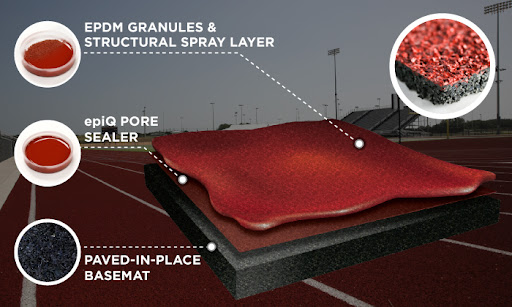 EPDM GRANULES &
STRUCTURAL SPRAY LAYER
epiQ PORE
SEALER
PAVED-IN-PLACE
BASEMAT